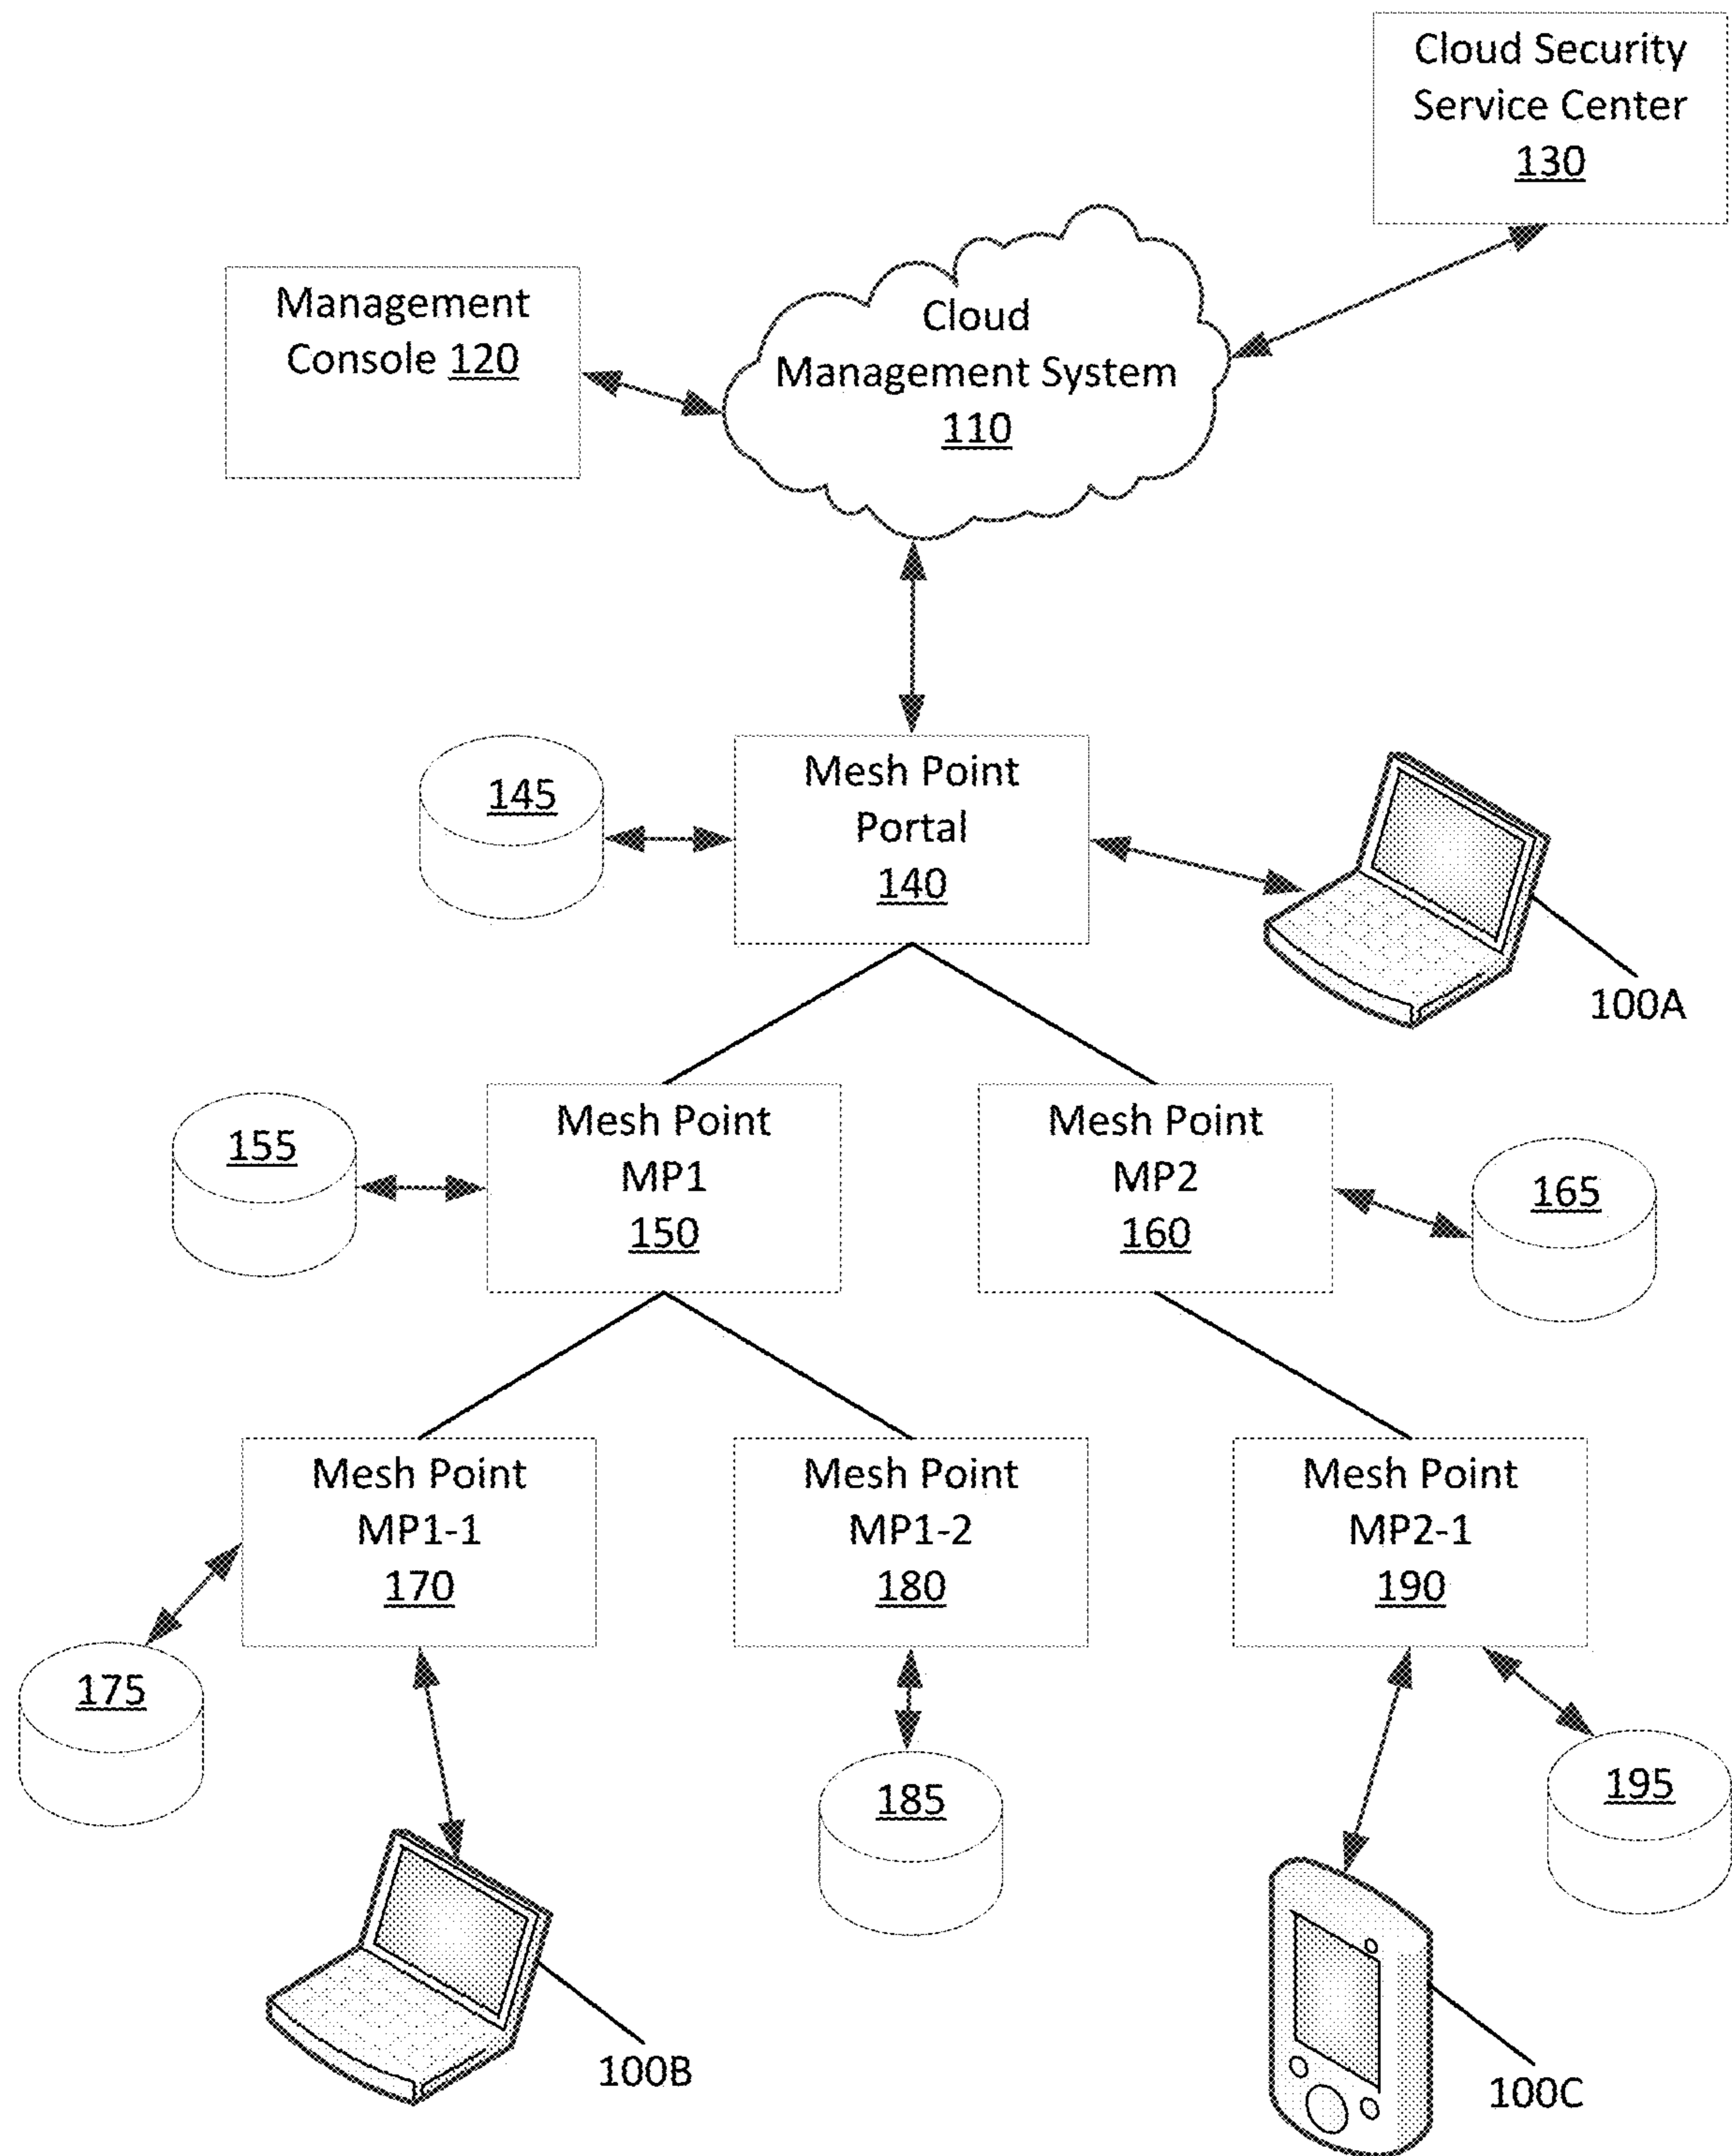 Cloud Security
Service Center
130
Management
Console 120
Cloud
Management System
110
145
Mesh Point
Portal
140
100A
155
Mesh Point
MP1
150
Mesh Point
MP2
160
165
Mesh Point
MP1-1
170
Mesh Point
MP1-2
180
Mesh Point
MP2-1
190
175
185
195
100B
100C